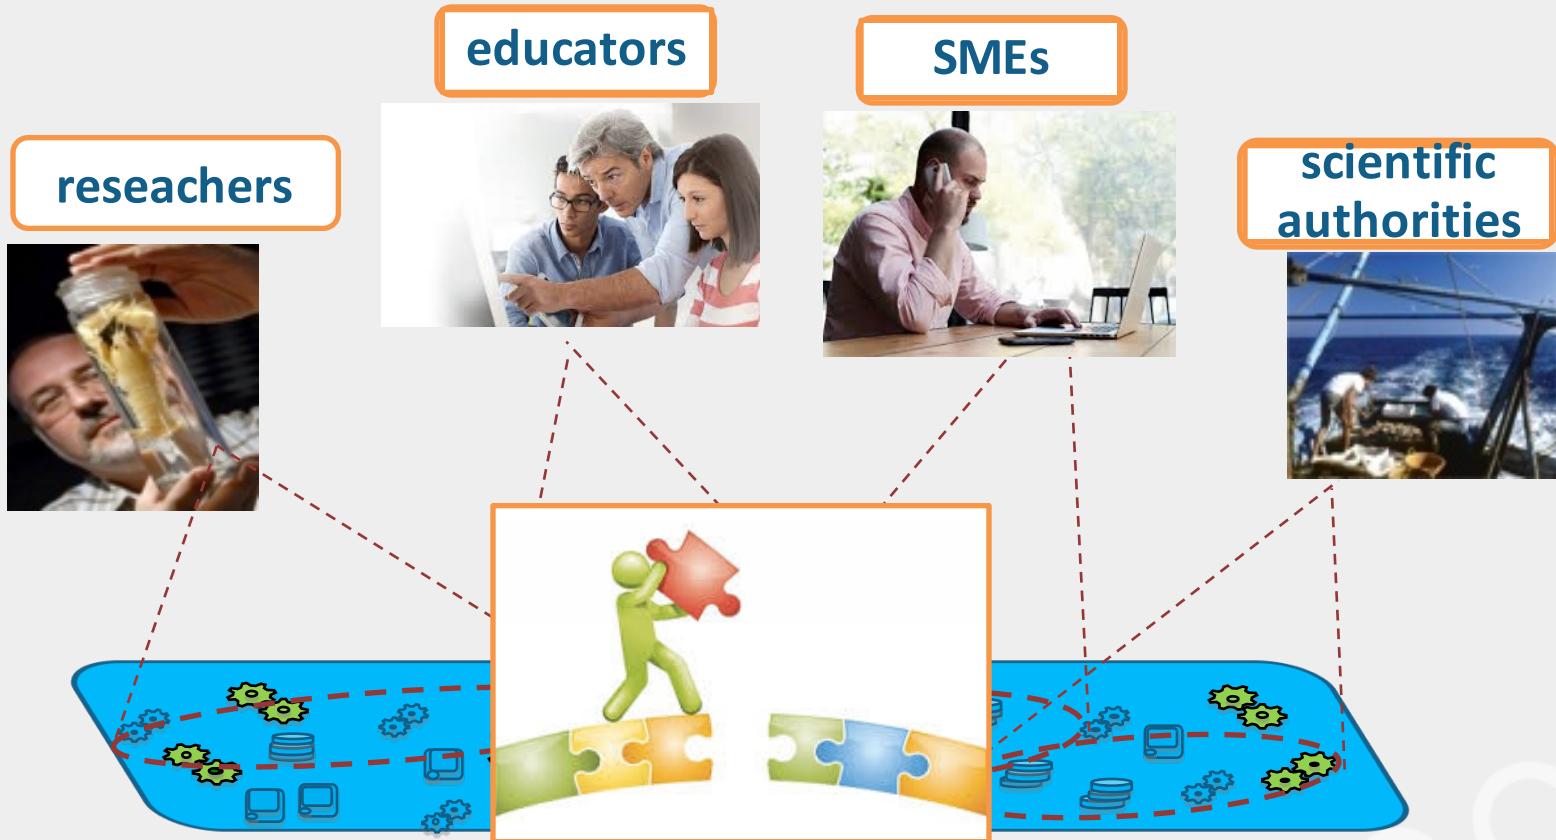 educators
SMEs
reseachers
scientific
authorities